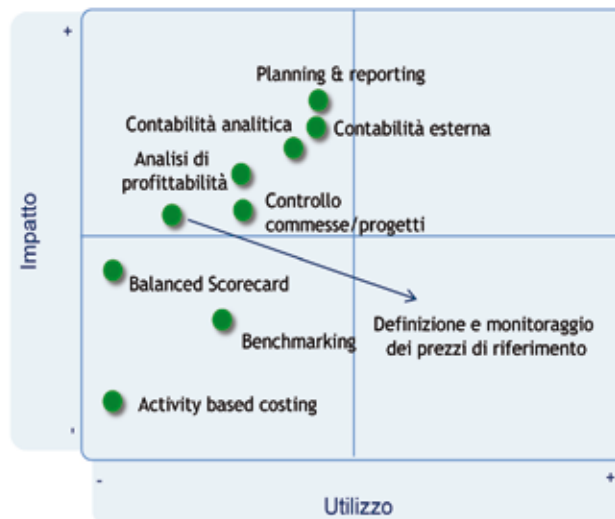 +
Planning & reporting
Contabilità analitica
Contabilità esterna
Analisi di
profittabilità
Controllo
commesse/progetti
Impatto
Balanced Scorecard
Definizione e monitoraggio
dei prezzi di riferimento
Benchmarking
Activity based costing
-
- +
Utilizzo